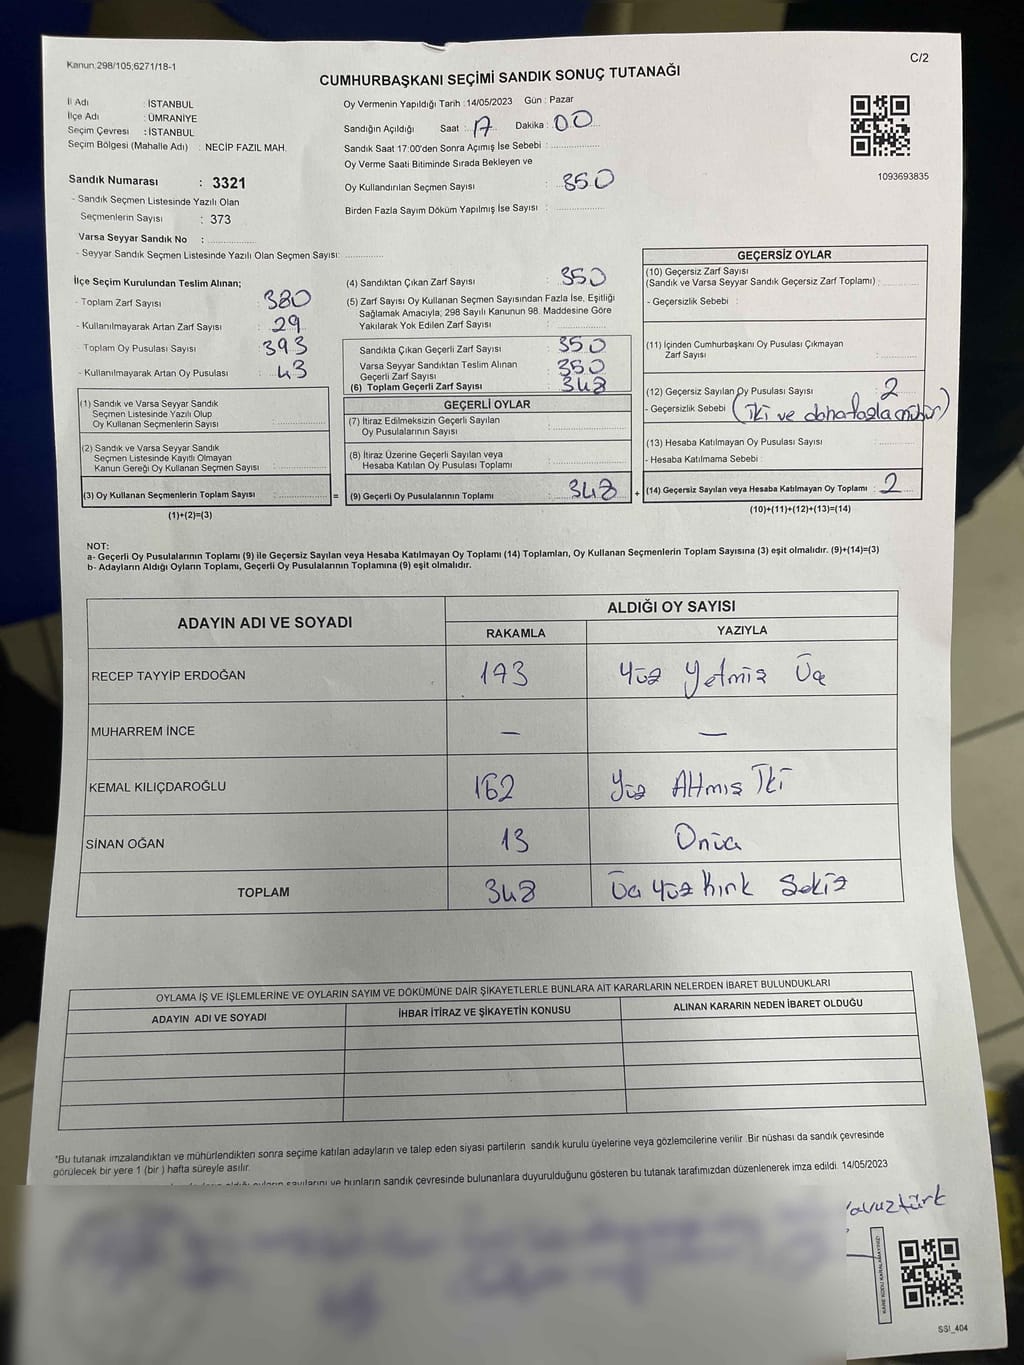 Kanun:298/105,6271/18-1
C/2
CUMHURBAŞKANI SEÇİMİ SANDIK SONUÇ TUTANAĞI
İl Adı : İSTANBUL
İlçe Adı : ÜMRANİYE
Seçim Çevresi : İSTANBUL
Seçim Bölgesi (Mahalle Adı) : NECİP FAZIL MAH.
Sandık Numarası : 3321
- Sandık Seçmen Listesinde Yazılı Olan
Seçmenlerin Sayısı : 373
Varsa Seyyar Sandık No :
- Seyyar Sandık Seçmen Listesinde Yazılı Olan Seçmen Sayısı:
Oy Vermenin Yapıldığı Tarih :14/05/2023 Gün : Pazar
Sandığın Açıldığı Saat : 17 Dakika : 00
Sandık Saat 17:00'den Sonra Açımış İse Sebebi :
Oy Verme Saati Bitiminde Sırada Bekleyen ve
Oy Kullandırılan Seçmen Sayısı : 350
Birden Fazla Sayım Döküm Yapılmış İse Sayısı :
1093693835
İlçe Seçim Kurulundan Teslim Alınan;
- Toplam Zarf Sayısı : 380
- Kullanılmayarak Artan Zarf Sayısı : 29
- Toplam Oy Pusulası Sayısı : 393
- Kullanılmayarak Artan Oy Pusulası : 43
(1) Sandık ve Varsa Seyyar Sandık
Seçmen Listesinde Yazılı Olup
Oy Kullanan Seçmenlerin Sayısı :
(2) Sandık ve Varsa Seyyar Sandık
Seçmen Listesinde Kayıtlı Olmayan
Kanun Gereği Oy Kullanan Seçmen Sayısı :
(3) Oy Kullanan Seçmenlerin Toplam Sayısı :
(1)+(2)=(3)
(4) Sandıktan Çıkan Zarf Sayısı : 350
(5) Zarf Sayısı Oy Kullanan Seçmen Sayısından Fazla İse, Eşitliği
Sağlamak Amacıyla; 298 Sayılı Kanunun 98. Maddesine Göre
Yakılarak Yok Edilen Zarf Sayısı :
Sandıkta Çıkan Geçerli Zarf Sayısı : 350
Varsa Seyyar Sandıktan Teslim Alınan
Geçerli Zarf Sayısı : 350
(6) Toplam Geçerli Zarf Sayısı : 348
GEÇERLİ OYLAR
(7) İtiraz Edilmeksizin Geçerli Sayılan
Oy Pusulalarının Sayısı :
(8) İtiraz Üzerine Geçerli Sayılan veya
Hesaba Katılan Oy Pusulası Toplamı :
= (9) Geçerli Oy Pusulalarının Toplamı : 348
GEÇERSİZ OYLAR
(10) Geçersiz Zarf Sayısı
(Sandık ve Varsa Seyyar Sandık Geçersiz Zarf Toplamı) :
- Geçersizlik Sebebi :
(11) İçinden Cumhurbaşkanı Oy Pusulası Çıkmayan
Zarf Sayısı :
(12) Geçersiz Sayılan Oy Pusulası Sayısı : 2
- Geçersizlik Sebebi (iki ve daha fazla mühür)
(13) Hesaba Katılmayan Oy Pusulası Sayısı :
- Hesaba Katılmama Sebebi :
+ (14) Geçersiz Sayılan veya Hesaba Katılmayan Oy Toplamı : 2
(10)+(11)+(12)+(13)=(14)
NOT:
a- Geçerli Oy Pusulalarının Toplamı (9) ile Geçersiz Sayılan veya Hesaba Katılmayan Oy Toplamı (14) Toplamları, Oy Kullanan Seçmenlerin Toplam Sayısına (3) eşit olmalıdır. (9)+(14)=(3)
b- Adayların Aldığı Oyların Toplamı, Geçerli Oy Pusulalarının Toplamına (9) eşit olmalıdır.
ADAYIN ADI VE SOYADI
ALDIĞI OY SAYISI
RAKAMLA YAZIYLA
RECEP TAYYİP ERDOĞAN 173 Yüz Yetmiş Üç
MUHARREM İNCE — —
KEMAL KILIÇDAROĞLU 162 Yüz Altmış İki
SİNAN OĞAN 13 Onüç
TOPLAM 348 Üç Yüz Kırk Sekiz
OYLAMA İŞ VE İŞLEMLERİNE VE OYLARIN SAYIM VE DÖKÜMÜNE DAİR ŞİKAYETLERLE BUNLARA AİT KARARLARIN NELERDEN İBARET BULUNDUKLARI
ADAYIN ADI VE SOYADI İHBAR İTİRAZ VE ŞİKAYETİN KONUSU ALINAN KARARIN NEDEN İBARET OLDUĞU
*Bu tutanak imzalandıktan ve mühürlendikten sonra seçime katılan adayların ve talep eden siyasi partilerin sandık kurulu üyelerine veya gözlemcilerine verilir. Bir nüshası da sandık çevresinde
görülecek bir yere 1 (bir ) hafta süreyle asılır.
sayılarını ve bunların sandık çevresinde bulunanlara duyurulduğunu gösteren bu tutanak tarafımızdan düzenlenerek imza edildi. 14/05/2023
Yavuztürk
KARE KODU KARALAMAYINIZ!
SSI_404